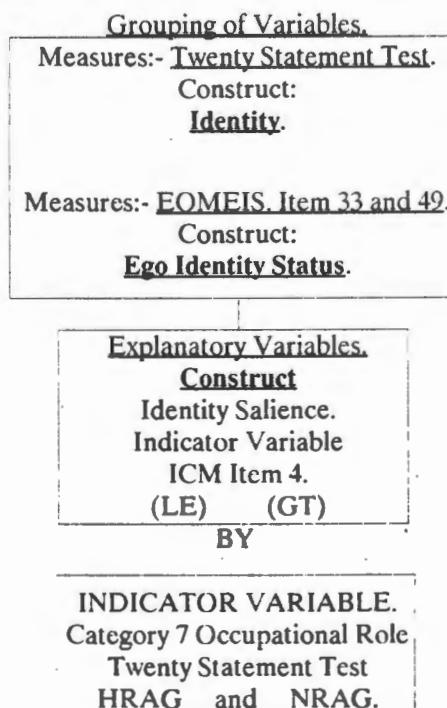 Grouping of Variables.
Measures:- Twenty Statement Test.
Construct:
Identity.
Measures:- EOMEIS. Item 33 and 49.
Construct:
Ego Identity Status.
Explanatory Variables.
Construct
Identity Salience.
Indicator Variable
ICM Item 4.
(LE) (GT)
BY
INDICATOR VARIABLE.
Category 7 Occupational Role
Twenty Statement Test
HRAG and NRAG.